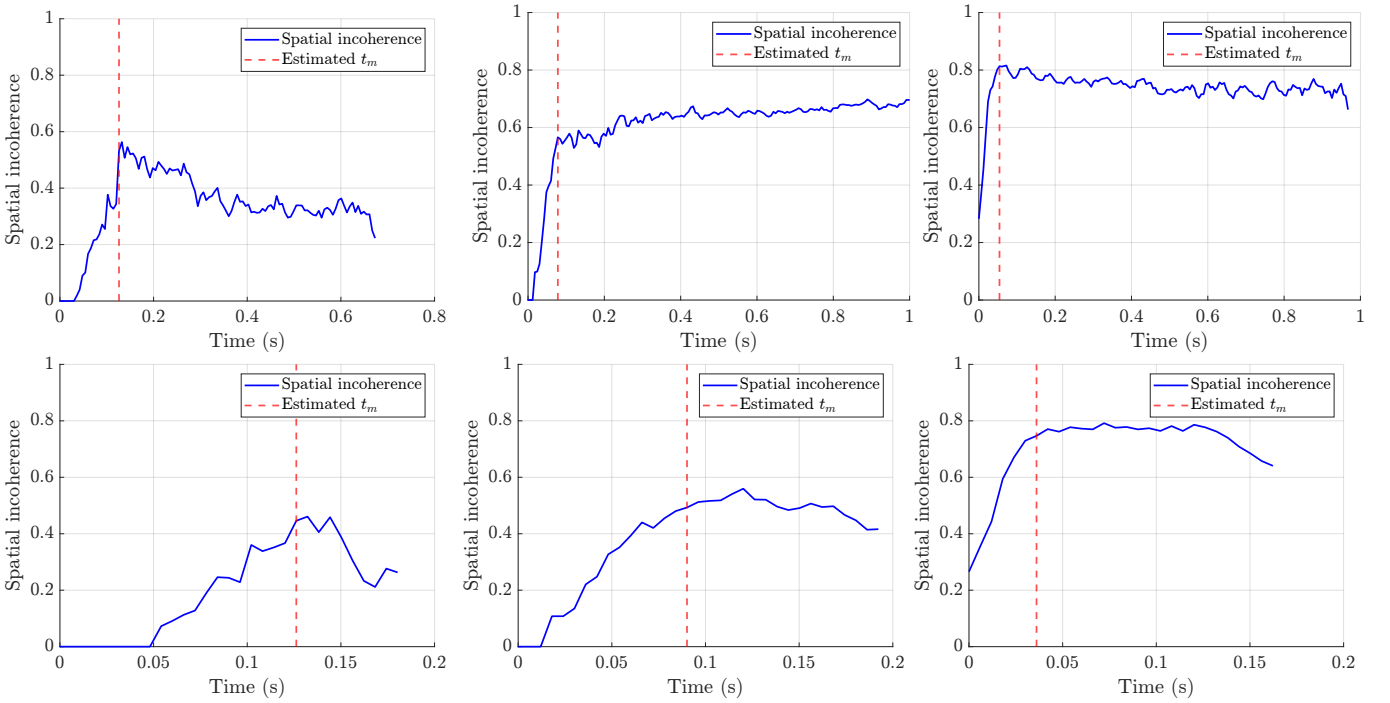 1
0.8
0.6
0.4
0.2
0
Spatial incoherence
0 0.2 0.4 0.6 0.8
Time (s)
Spatial incoherence
Estimated t_m
1
0.8
0.6
0.4
0.2
0
Spatial incoherence
0 0.2 0.4 0.6 0.8 1
Time (s)
Spatial incoherence
Estimated t_m
1
0.8
0.6
0.4
0.2
0
Spatial incoherence
0 0.2 0.4 0.6 0.8 1
Time (s)
Spatial incoherence
Estimated t_m
1
0.8
0.6
0.4
0.2
0
Spatial incoherence
0 0.05 0.1 0.15 0.2
Time (s)
Spatial incoherence
Estimated t_m
1
0.8
0.6
0.4
0.2
0
Spatial incoherence
0 0.05 0.1 0.15 0.2
Time (s)
Spatial incoherence
Estimated t_m
1
0.8
0.6
0.4
0.2
0
Spatial incoherence
0 0.05 0.1 0.15 0.2
Time (s)
Spatial incoherence
Estimated t_m